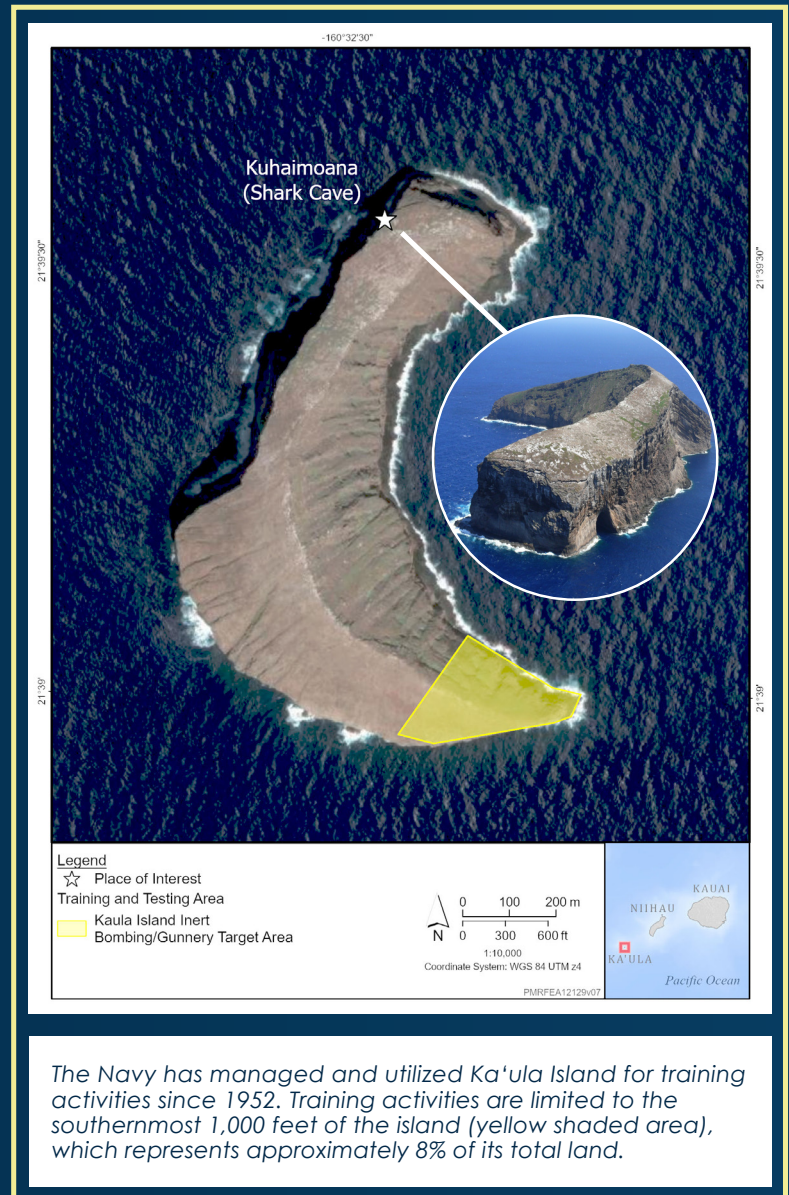 -160°32'30"
Kuhaimoana
(Shark Cave)
21°39'30"
21°39'30"
21°39'
21°39'
Legend
Place of Interest
Training and Testing Area
Kaula Island Inert
Bombing/Gunnery Target Area
N
0 100 200 m
0 300 600 ft
1:10,000
Coordinate System: WGS 84 UTM z4
PMRFEA12129v07
KAUAI
NIIHAU
KAʻULA
Pacific Ocean
The Navy has managed and utilized Kaʻula Island for training
activities since 1952. Training activities are limited to the
southernmost 1,000 feet of the island (yellow shaded area),
which represents approximately 8% of its total land.